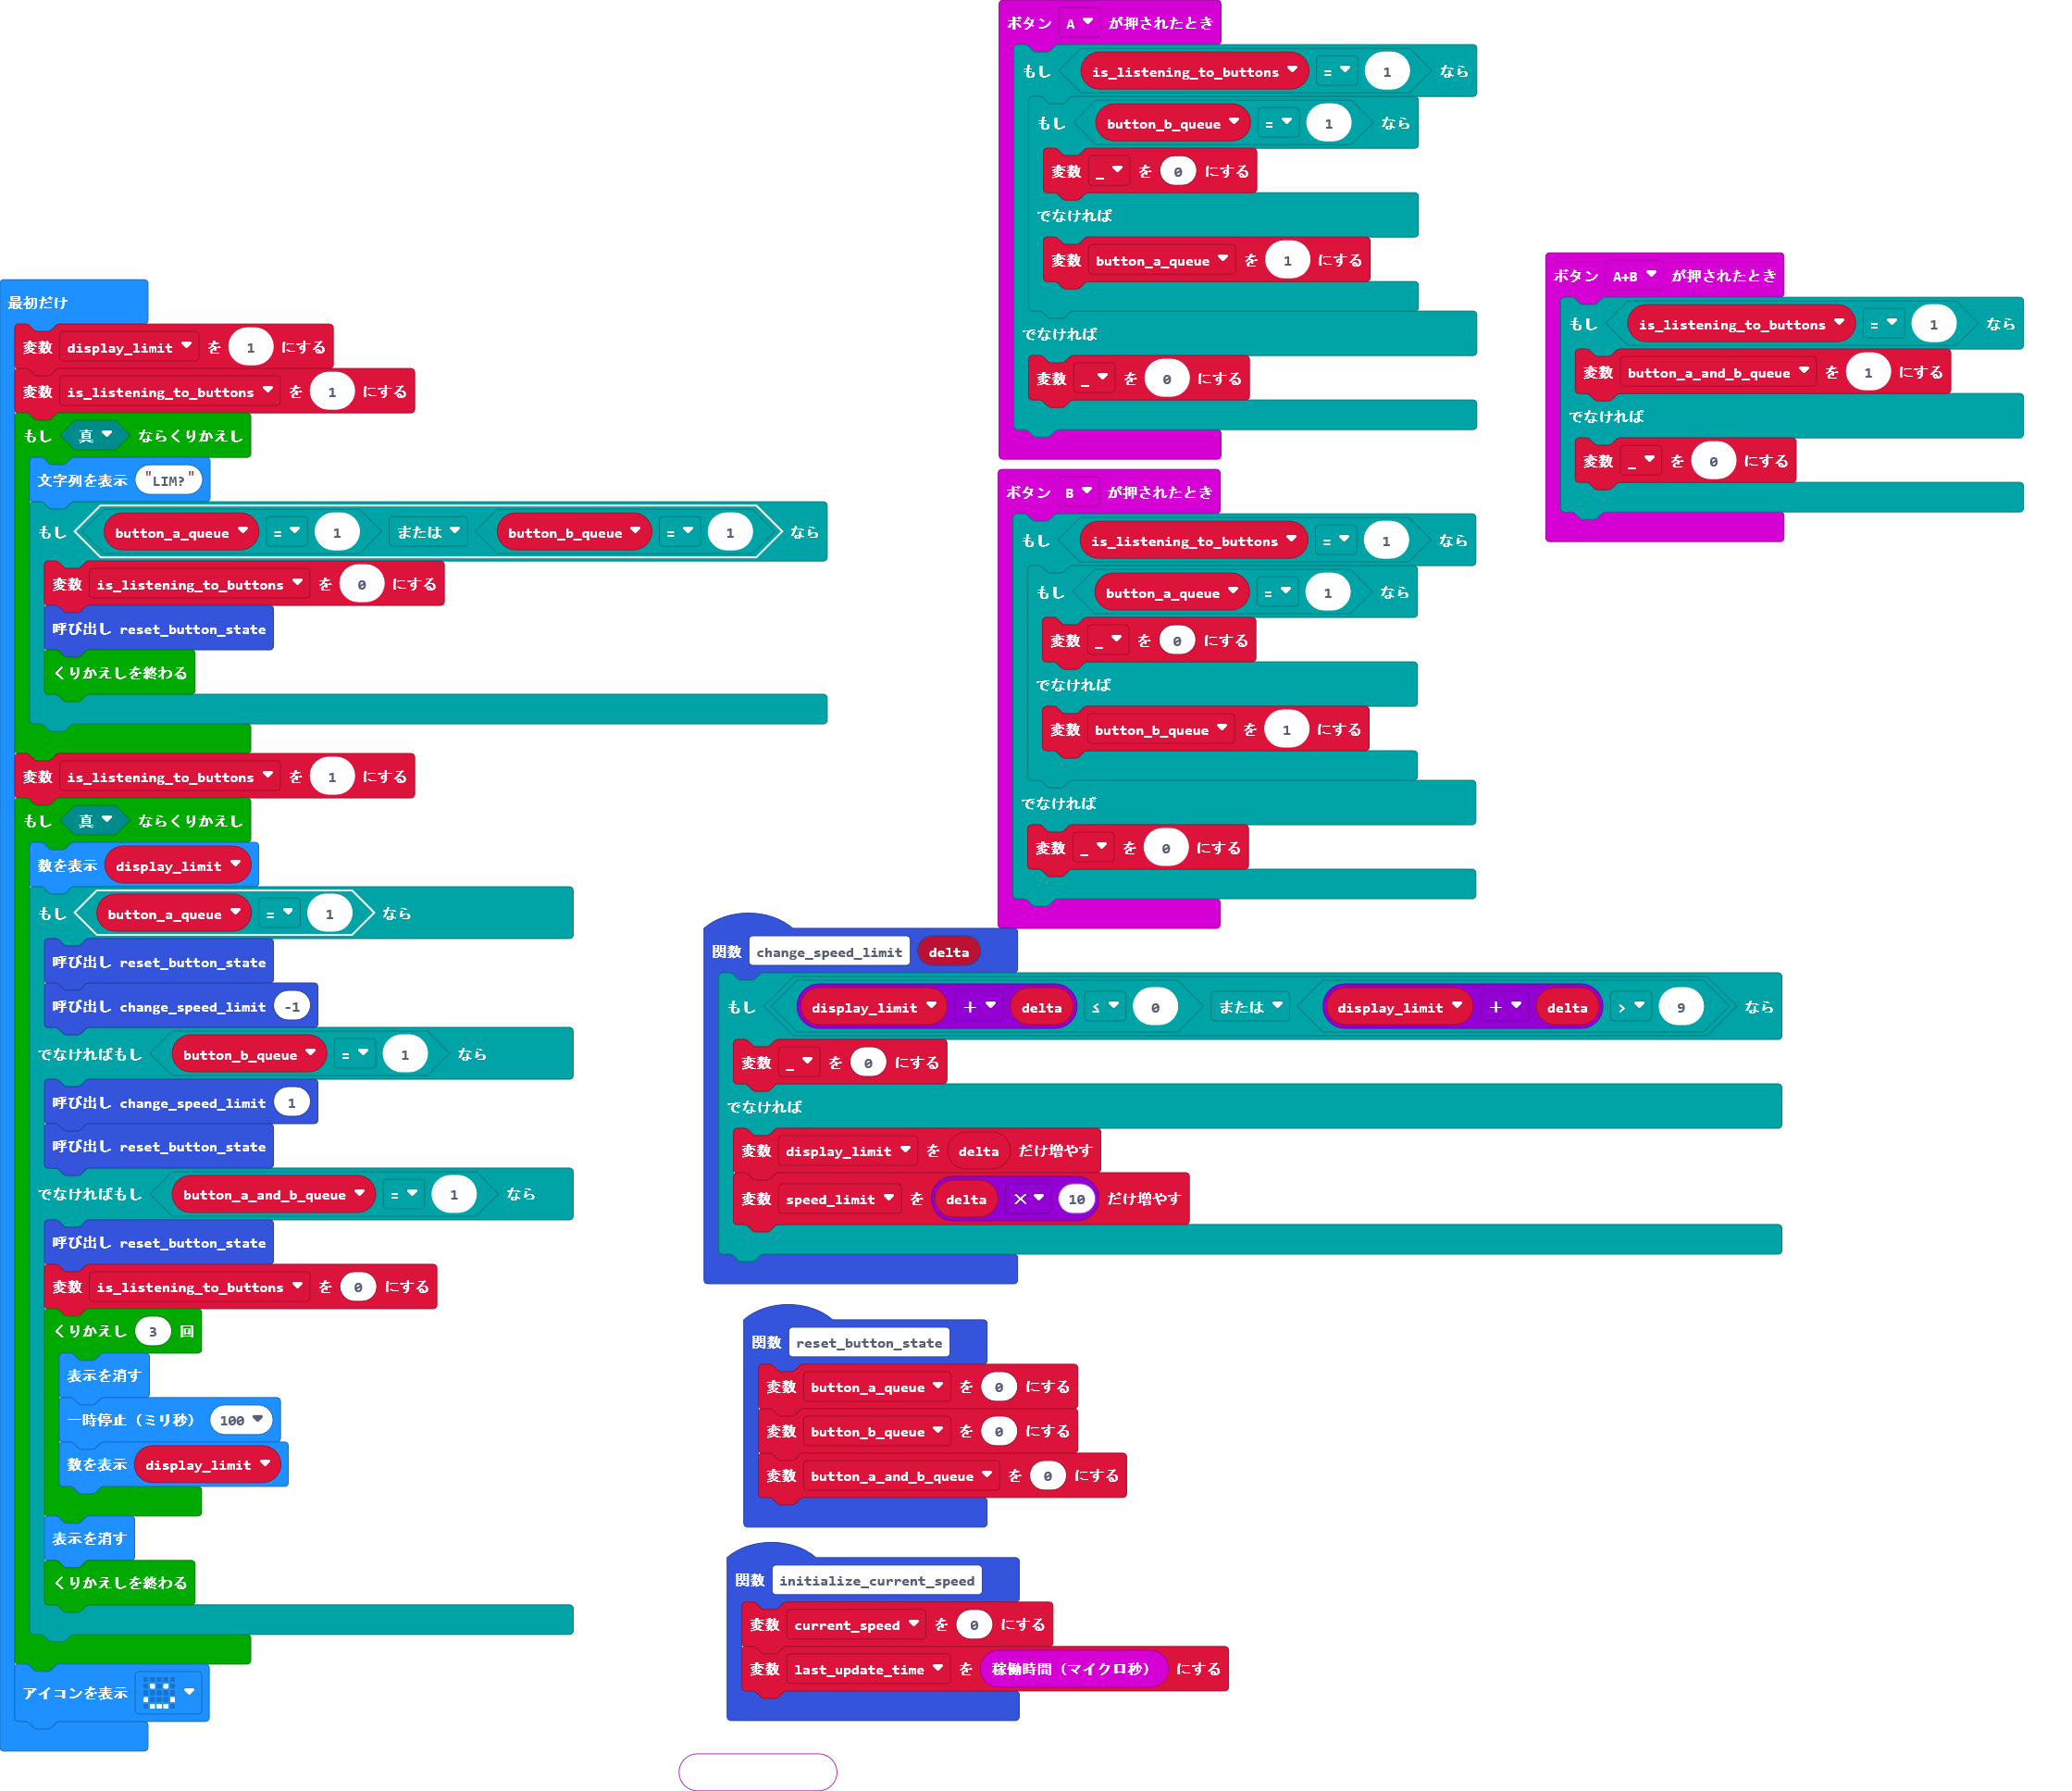 最初だけ
変数 display_limit を 1 にする
変数 is_listening_to_buttons を 1 にする
もし 真 ならくりかえし
文字列を表示 "LIM?"
もし button_a_queue = 1 または button_b_queue = 1 なら
変数 is_listening_to_buttons を 0 にする
呼び出し reset_button_state
くりかえしを終わる
変数 is_listening_to_buttons を 1 にする
もし 真 ならくりかえし
数を表示 display_limit
もし button_a_queue = 1 なら
呼び出し reset_button_state
呼び出し change_speed_limit -1
でなければもし button_b_queue = 1 なら
呼び出し change_speed_limit 1
呼び出し reset_button_state
でなければもし button_a_and_b_queue = 1 なら
呼び出し reset_button_state
変数 is_listening_to_buttons を 0 にする
くりかえし 3 回
表示を消す
一時停止（ミリ秒） 100
数を表示 display_limit
表示を消す
くりかえしを終わる
アイコンを表示
ボタン A が押されたとき
もし is_listening_to_buttons = 1 なら
もし button_b_queue = 1 なら
変数 _ を 0 にする
でなければ
変数 button_a_queue を 1 にする
でなければ
変数 _ を 0 にする
ボタン B が押されたとき
もし is_listening_to_buttons = 1 なら
もし button_a_queue = 1 なら
変数 _ を 0 にする
でなければ
変数 button_b_queue を 1 にする
でなければ
変数 _ を 0 にする
ボタン A+B が押されたとき
もし is_listening_to_buttons = 1 なら
変数 button_a_and_b_queue を 1 にする
でなければ
変数 _ を 0 にする
関数 change_speed_limit delta
もし display_limit + delta ≤ 0 または display_limit + delta > 9 なら
変数 _ を 0 にする
でなければ
変数 display_limit を delta だけ増やす
変数 speed_limit を delta × 10 だけ増やす
関数 reset_button_state
変数 button_a_queue を 0 にする
変数 button_b_queue を 0 にする
変数 button_a_and_b_queue を 0 にする
関数 initialize_current_speed
変数 current_speed を 0 にする
変数 last_update_time を 稼働時間（マイクロ秒） にする